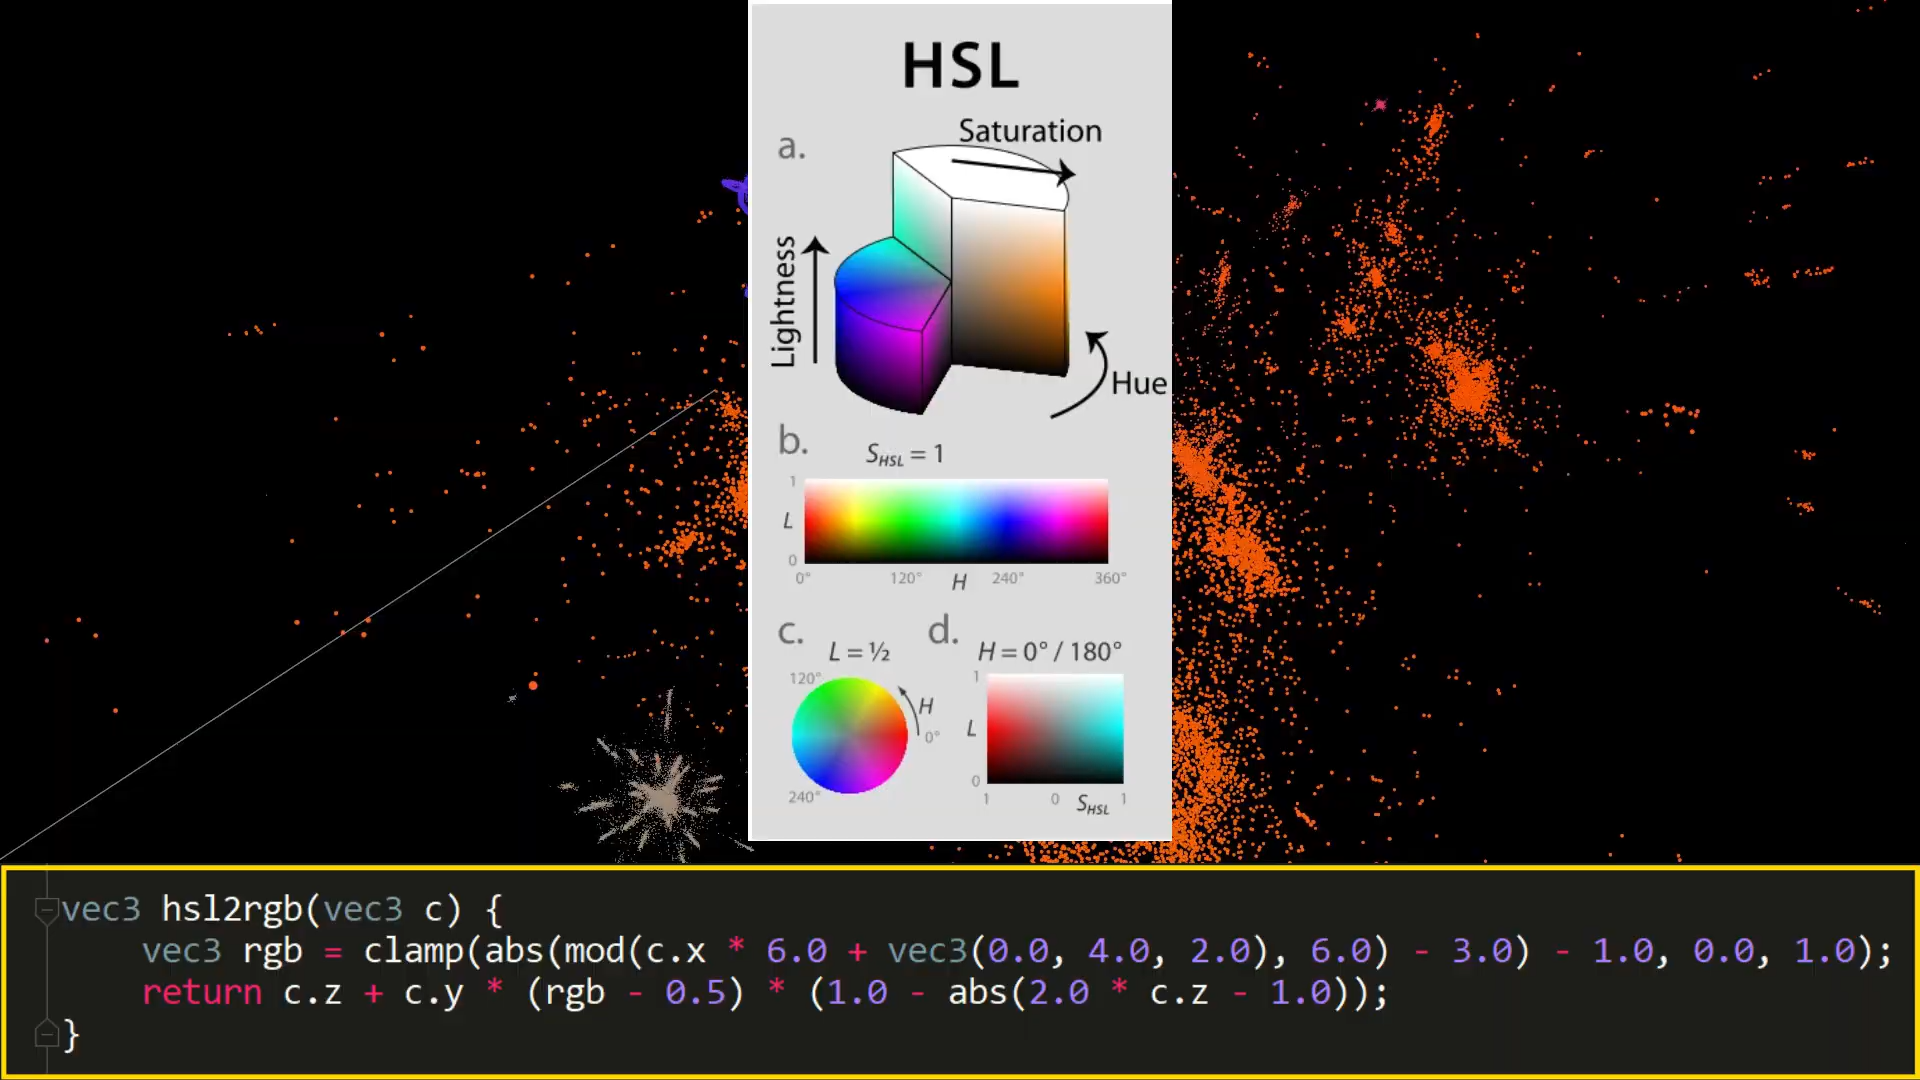 HSL
a.
Saturation
Lightness
Hue
b.
S_HSL = 1
1
L
0
0° 120° H 240° 360°
c.
L = ½
120°
H
0°
240°
d.
H = 0° / 180°
1
L
0
1 0 S_HSL 1
vec3 hsl2rgb(vec3 c) {
    vec3 rgb = clamp(abs(mod(c.x * 6.0 + vec3(0.0, 4.0, 2.0), 6.0) - 3.0) - 1.0, 0.0, 1.0);
    return c.z + c.y * (rgb - 0.5) * (1.0 - abs(2.0 * c.z - 1.0));
}